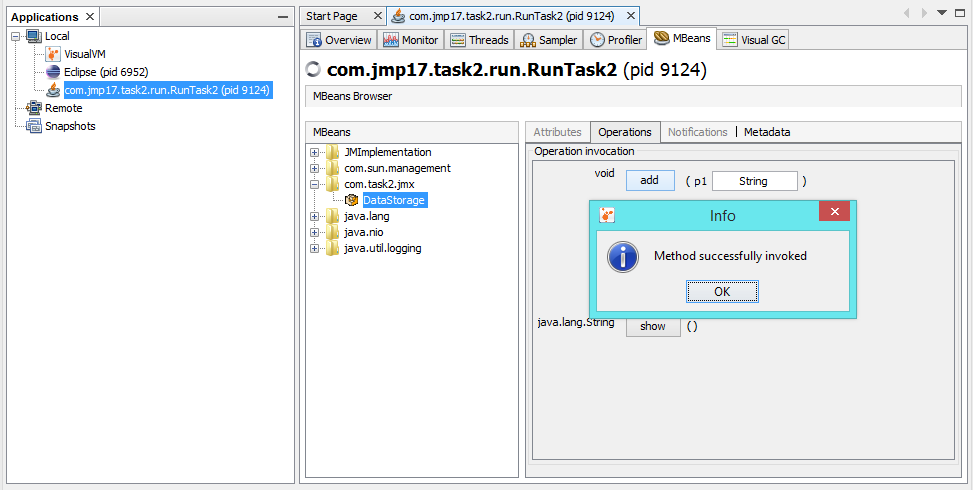 Applications
Local
VisualVM
Eclipse (pid 6952)
com.jmp17.task2.run.RunTask2 (pid 9124)
Remote
Snapshots
Start Page
com.jmp17.task2.run.RunTask2 (pid 9124)
Overview
Monitor
Threads
Sampler
Profiler
MBeans
Visual GC
com.jmp17.task2.run.RunTask2 (pid 9124)
MBeans Browser
MBeans
JMImplementation
com.sun.management
com.task2.jmx
DataStorage
java.lang
java.nio
java.util.logging
Attributes
Operations
Notifications
Metadata
Operation invocation
void add ( p1 String )
Info
Method successfully invoked
OK
java.lang.String show ()